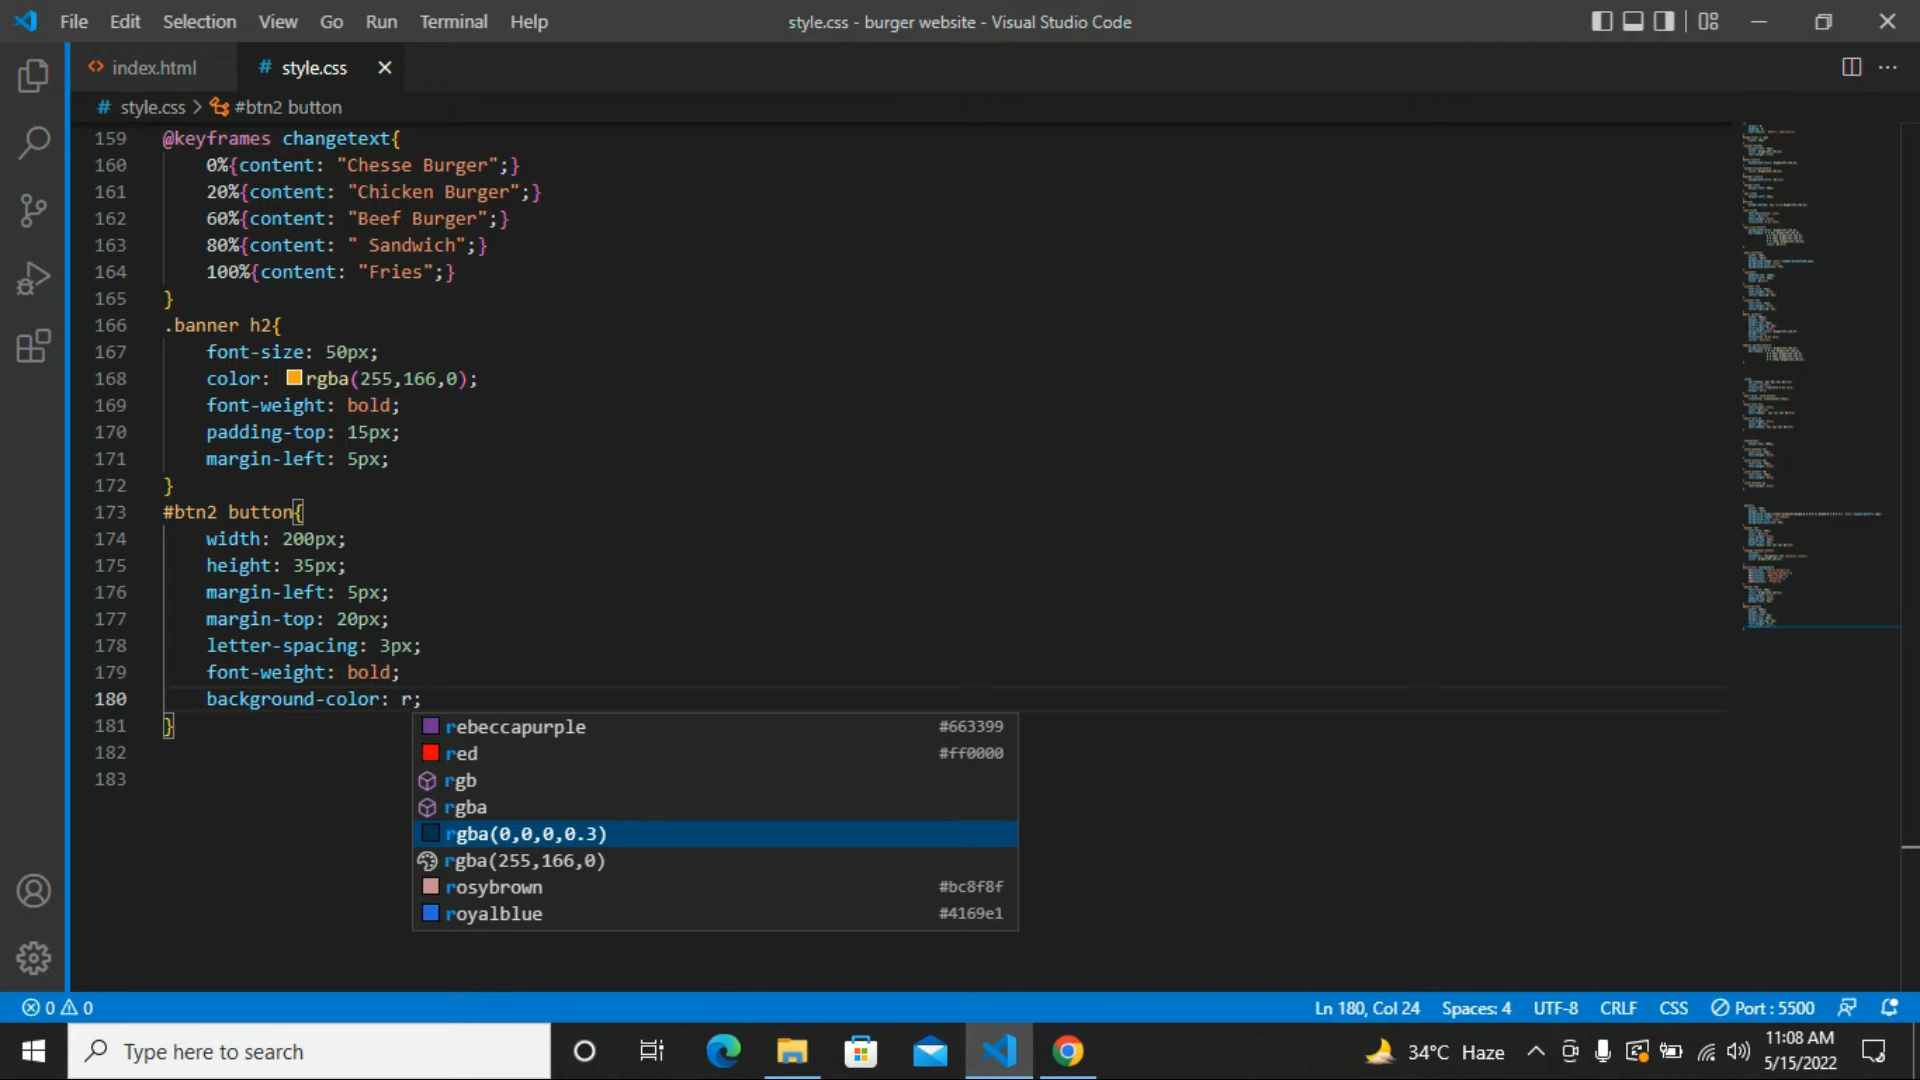 File Edit Selection View Go Run Terminal Help
style.css - burger website - Visual Studio Code
index.html
# style.css
# style.css > #btn2 button
159 @keyframes changetext{
160 0%{content: "Chesse Burger";}
161 20%{content: "Chicken Burger";}
162 60%{content: "Beef Burger";}
163 80%{content: " Sandwich";}
164 100%{content: "Fries";}
165 }
166 .banner h2{
167 font-size: 50px;
168 color: rgba(255,166,0);
169 font-weight: bold;
170 padding-top: 15px;
171 margin-left: 5px;
172 }
173 #btn2 button{
174 width: 200px;
175 height: 35px;
176 margin-left: 5px;
177 margin-top: 20px;
178 letter-spacing: 3px;
179 font-weight: bold;
180 background-color: r;
181 }
182
183
rebeccapurple #663399
red #ff0000
rgb
rgba
rgba(0,0,0,0.3)
rgba(255,166,0)
rosybrown #bc8f8f
royalblue #4169e1
0 0
Ln 180, Col 24 Spaces: 4 UTF-8 CRLF CSS Port : 5500
Type here to search
34°C Haze
11:08 AM
5/15/2022